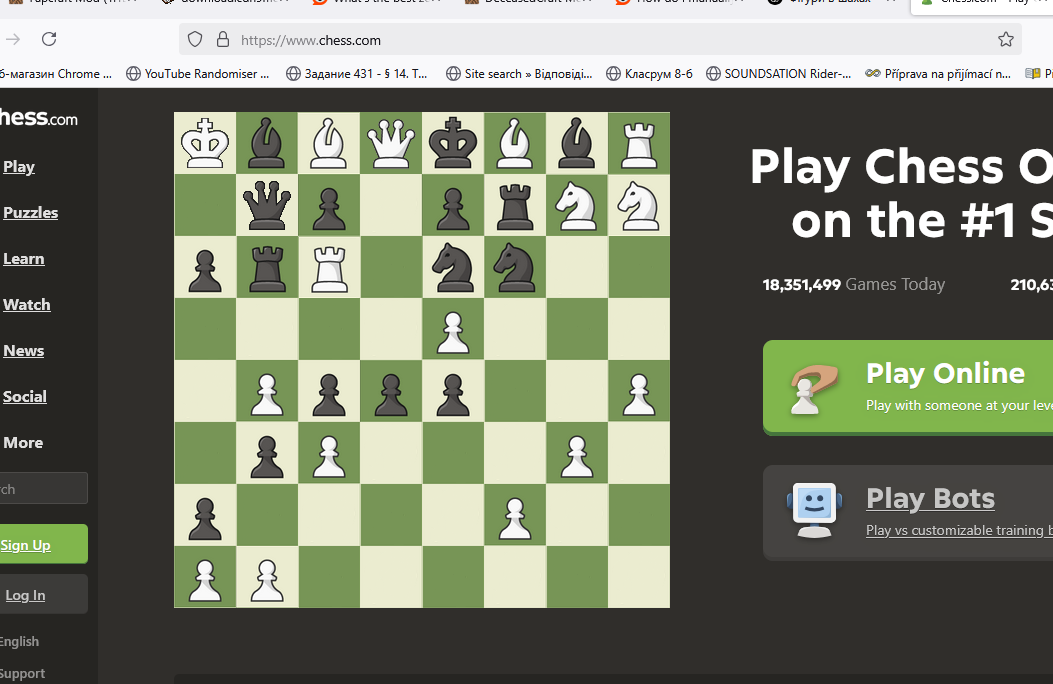 https://www.chess.com
б-магазин Chrome ...
YouTube Randomiser ...
Задание 431 - § 14. Т...
Site search » Відповіді...
Класрум 8-б
SOUNDSATION Rider-...
Příprava na přijímací n...
hess.com
Play
Puzzles
Learn
Watch
News
Social
More
rch
Sign Up
Log In
English
Support
Play Chess O
on the #1 S
18,351,499 Games Today
210,63
Play Online
Play with someone at your leve
Play Bots
Play vs customizable training b